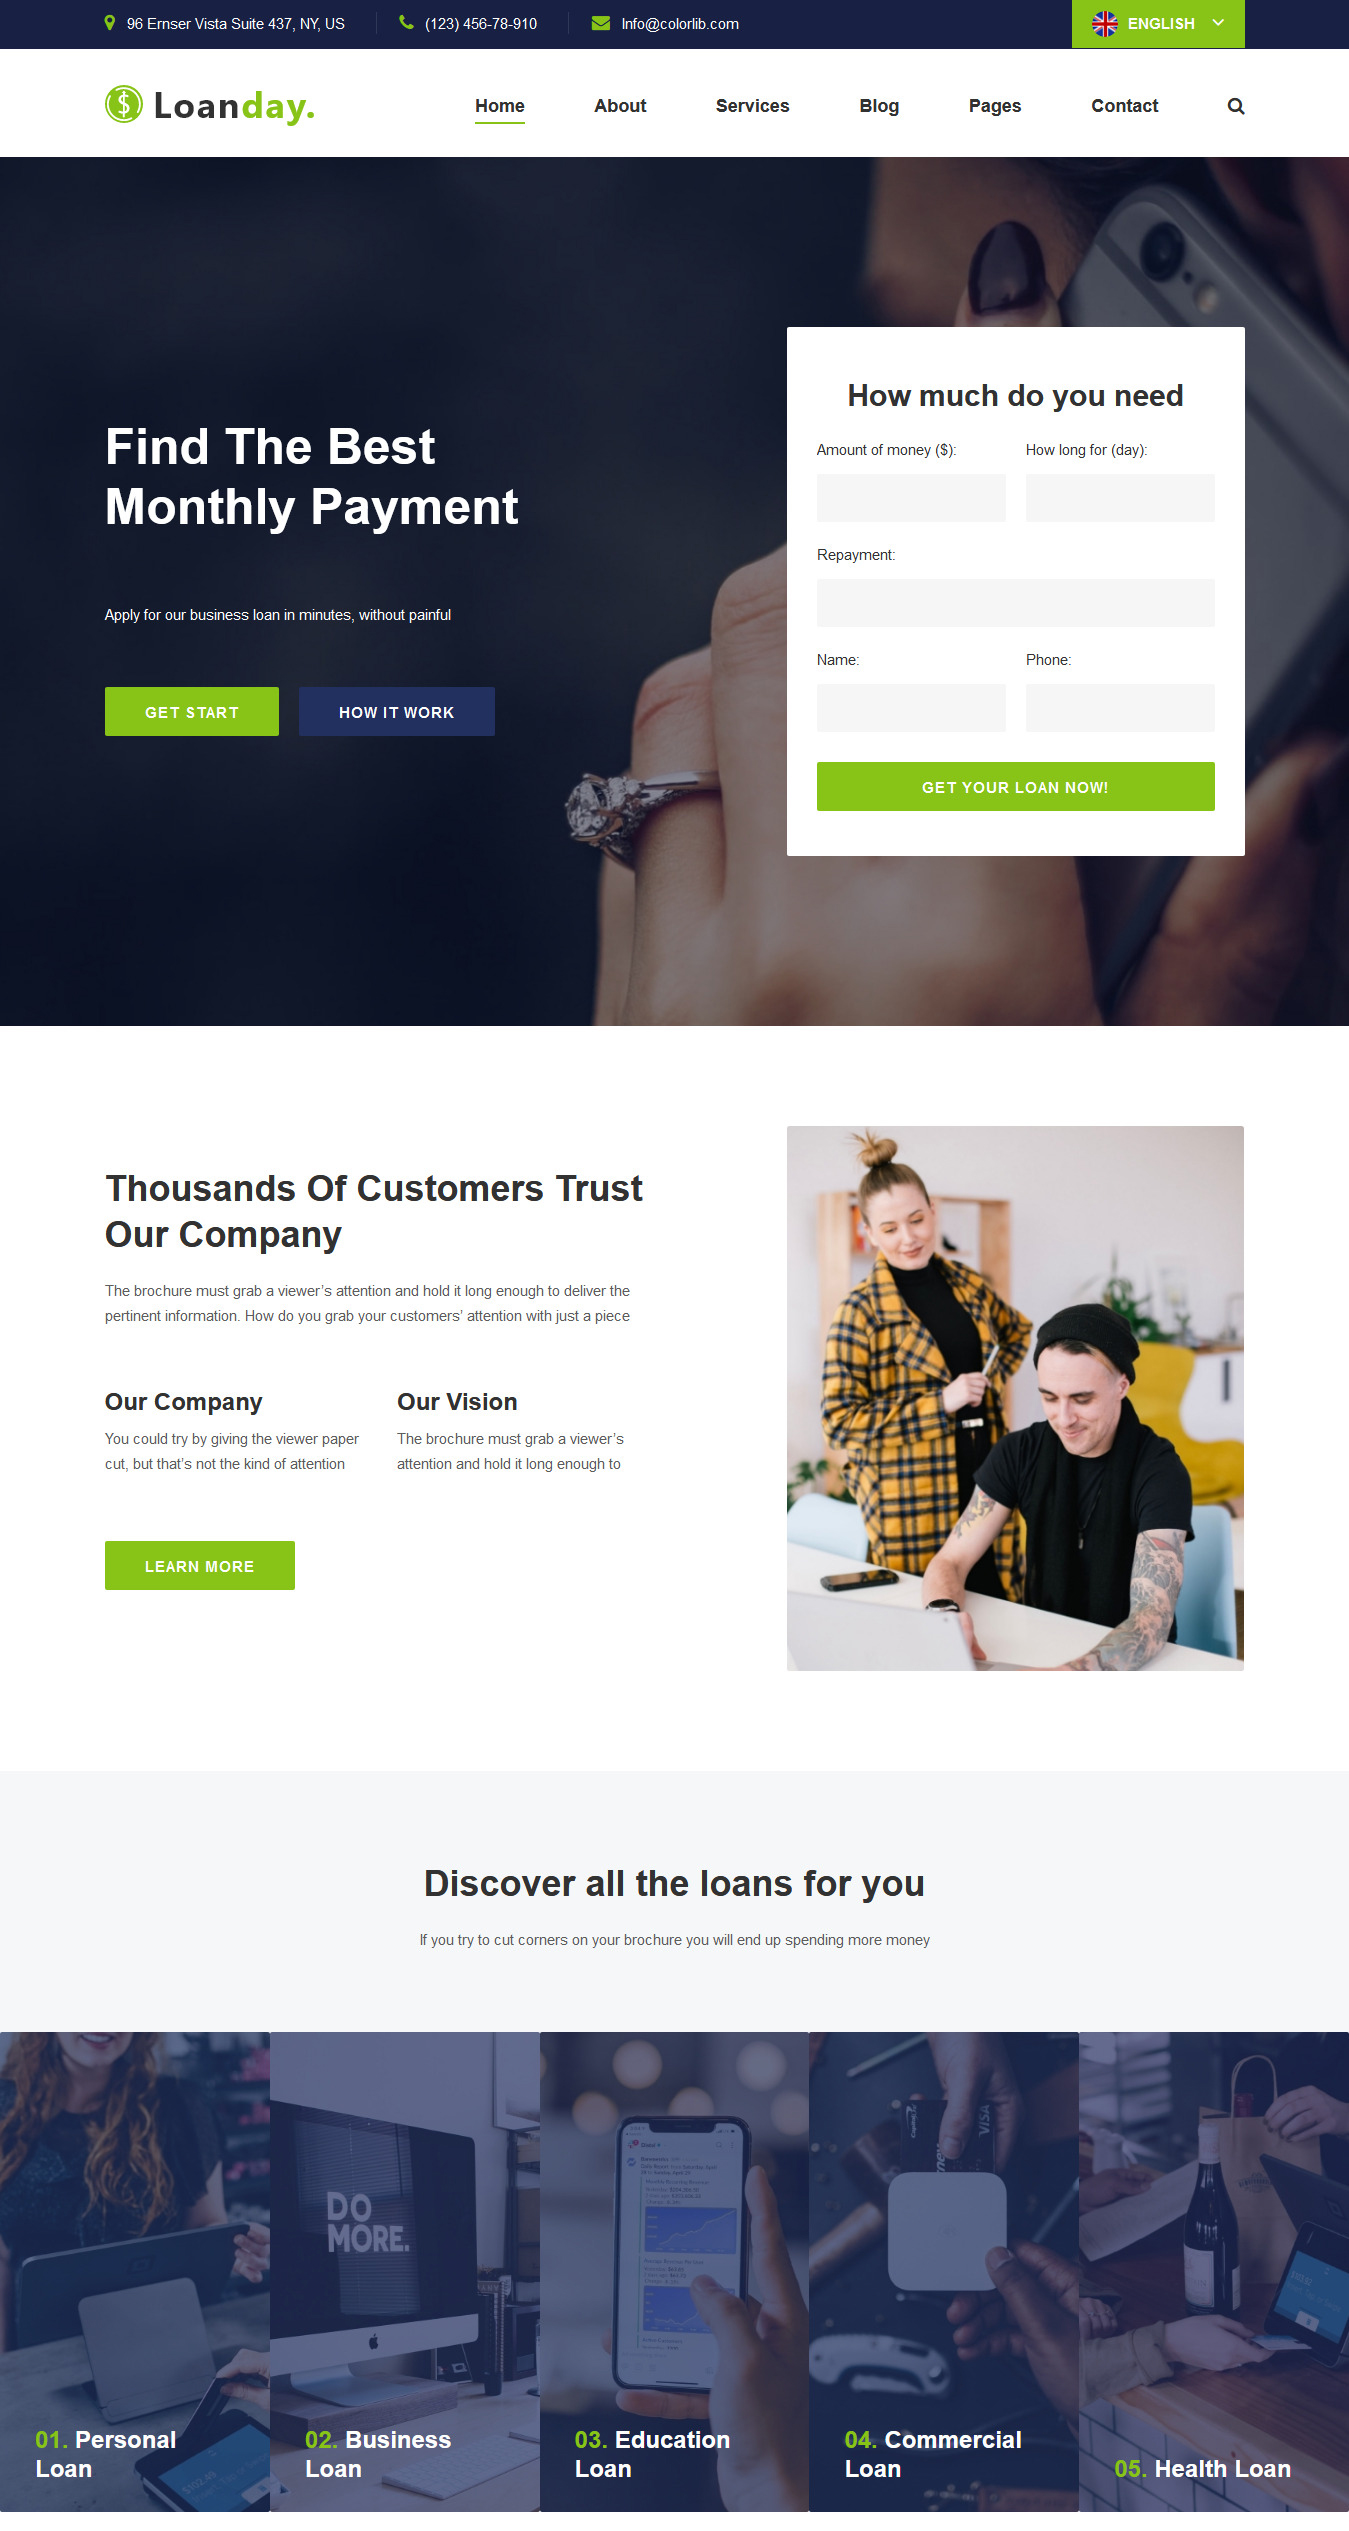 96 Ernser Vista Suite 437, NY, US
(123) 456-78-910
Info@colorlib.com
ENGLISH
Loanday.
Home
About
Services
Blog
Pages
Contact
Find The Best
Monthly Payment
Apply for our business loan in minutes, without painful
GET START
HOW IT WORK
How much do you need
Amount of money ($):
How long for (day):
Repayment:
Name:
Phone:
GET YOUR LOAN NOW!
Thousands Of Customers Trust
Our Company
The brochure must grab a viewer’s attention and hold it long enough to deliver the
pertinent information. How do you grab your customers’ attention with just a piece
Our Company
You could try by giving the viewer paper
cut, but that’s not the kind of attention
Our Vision
The brochure must grab a viewer’s
attention and hold it long enough to
LEARN MORE
Discover all the loans for you
If you try to cut corners on your brochure you will end up spending more money
DO
MORE.
VISA
01. Personal
Loan
02. Business
Loan
03. Education
Loan
04. Commercial
Loan
05. Health Loan